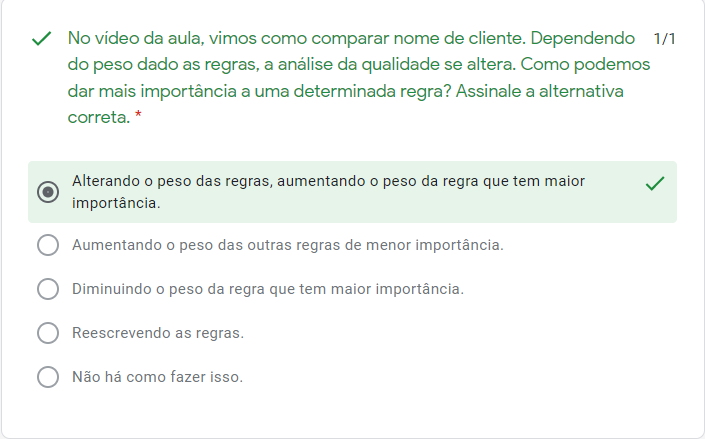 No vídeo da aula, vimos como comparar nome de cliente. Dependendo 1/1
do peso dado as regras, a análise da qualidade se altera. Como podemos
dar mais importância a uma determinada regra? Assinale a alternativa
correta. *
Alterando o peso das regras, aumentando o peso da regra que tem maior
importância.
Aumentando o peso das outras regras de menor importância.
Diminuindo o peso da regra que tem maior importância.
Reescrevendo as regras.
Não há como fazer isso.